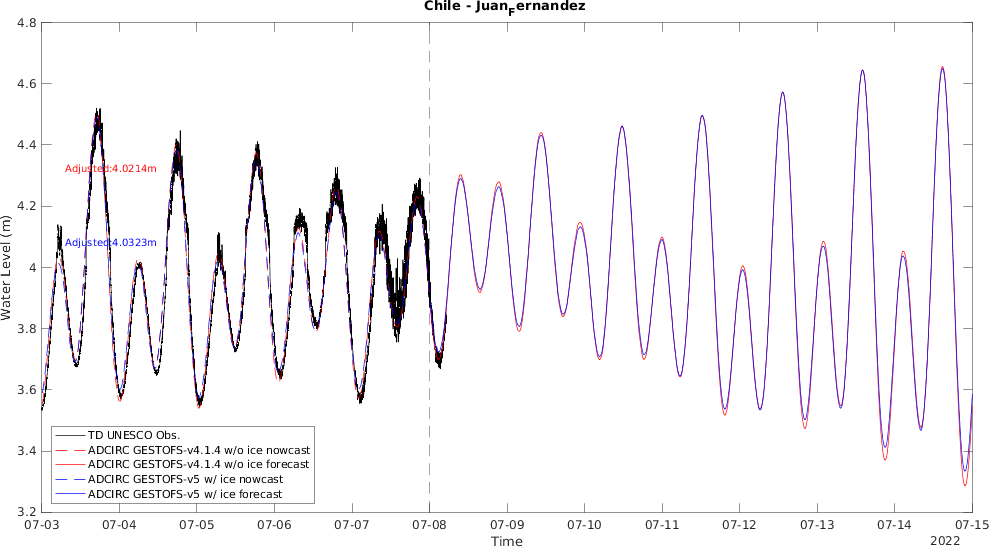 Chile - JuanFernandez
4.8
4.6
4.4
4.2
4
3.8
3.6
3.4
3.2
Water Level (m)
Adjusted:4.0214m
Adjusted:4.0323m
TD UNESCO Obs.
ADCIRC GESTOFS-v4.1.4 w/o ice nowcast
ADCIRC GESTOFS-v4.1.4 w/o ice forecast
ADCIRC GESTOFS-v5 w/ ice nowcast
ADCIRC GESTOFS-v5 w/ ice forecast
07-03 07-04 07-05 07-06 07-07 07-08 07-09 07-10 07-11 07-12 07-13 07-14 07-15
Time
2022